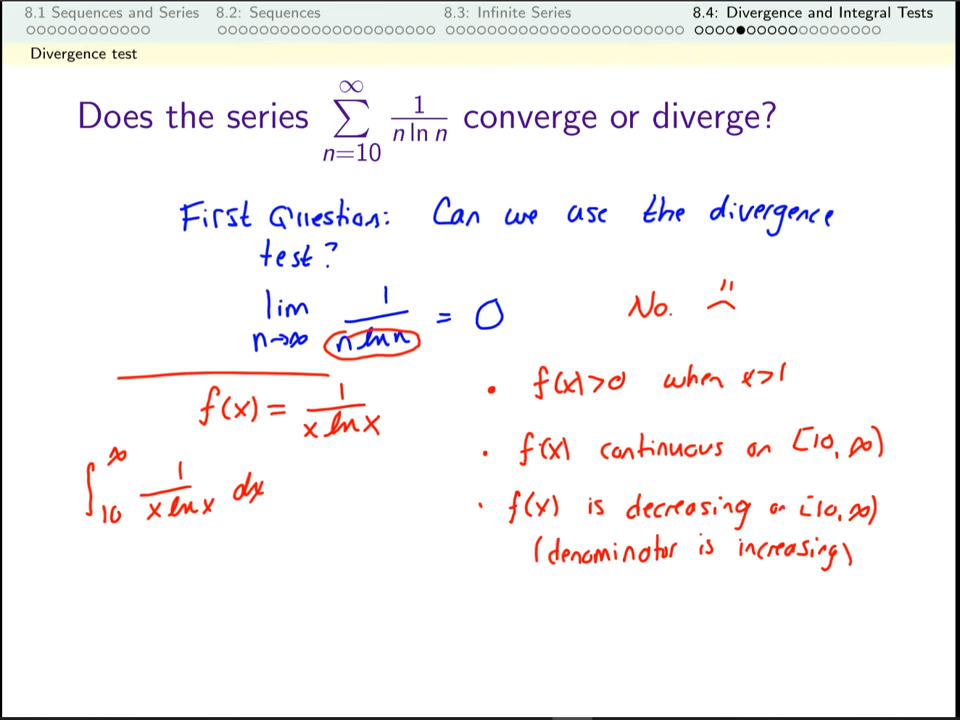 8.1 Sequences and Series 8.2: Sequences 8.3: Infinite Series 8.4: Divergence and Integral Tests
Divergence test
Does the series ∑_{n=10}^{∞} 1/(n ln n) converge or diverge?
First Question: Can we use the divergence
test?
lim_{n→∞} 1/(n ln n) = 0 No.
f(x) = 1/(x ln x)
∫_{10}^{∞} 1/(x ln x) dx
• f(x)>0 when x>1
• f(x) continuous on [10, ∞)
• f(x) is decreasing on [10, ∞)
(denominator is increasing)